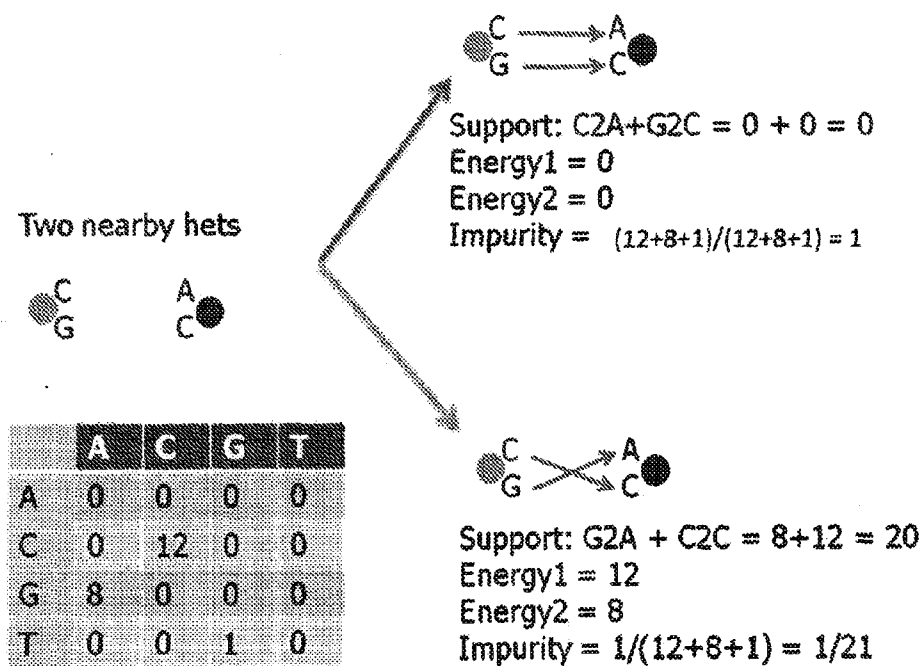 C A
G C
Support: C2A+G2C = 0 + 0 = 0
Energy1 = 0
Energy2 = 0
Impurity = (12+8+1)/(12+8+1) = 1
Two nearby hets
C A
G C
A C G T
A 0 0 0 0
C 0 12 0 0
G 8 0 0 0
T 0 0 1 0
C A
G C
Support: G2A + C2C = 8+12 = 20
Energy1 = 12
Energy2 = 8
Impurity = 1/(12+8+1) = 1/21